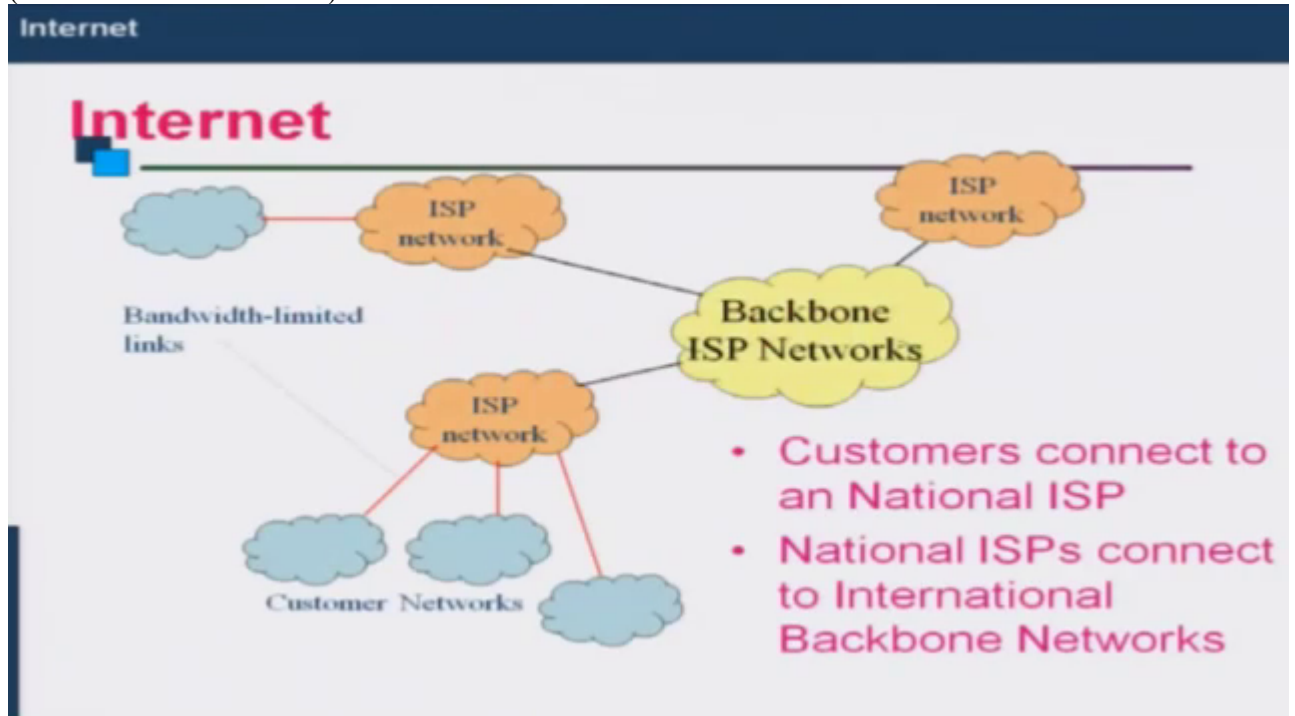 Internet
Internet
ISP
network
ISP
network
Bandwidth-limited
links
Backbone
ISP Networks
ISP
network
Customer Networks
• Customers connect to
an National ISP
• National ISPs connect
to International
Backbone Networks